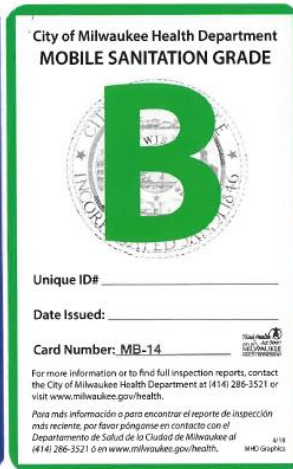 City of Milwaukee Health Department
MOBILE SANITATION GRADE
B
Unique ID#
Date Issued:
Card Number: MB-14
MILWAUKEE
For more information or to find full inspection reports, contact
the City of Milwaukee Health Department at (414) 286-3521 or
visit www.milwaukee.gov/health.
Para más información o para encontrar el reporte de inspección
más reciente, por favor póngase en contacto con el
Departamento de Salud de la Ciudad de Milwaukee al
(414) 286-3521 ó en www.milwaukee.gov/health.
4/18
MHD Graphics